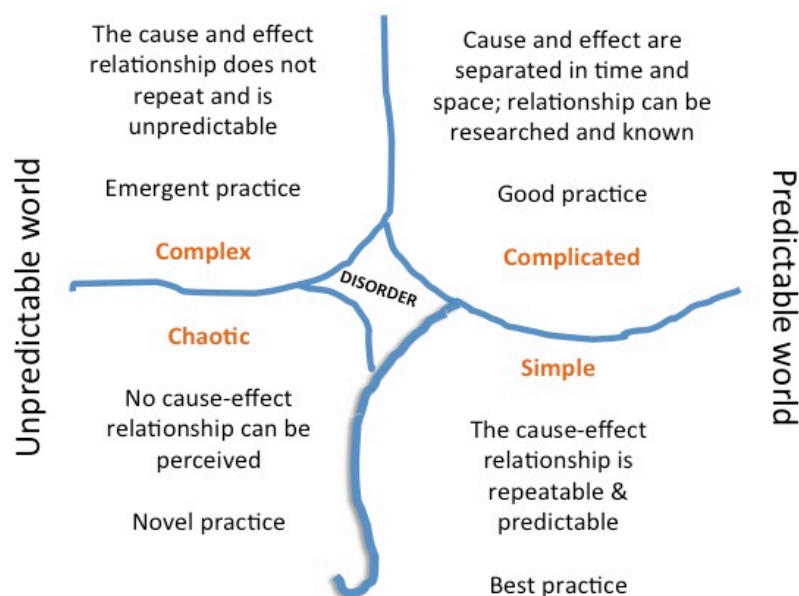 The cause and effect
relationship does not
repeat and is
unpredictable
Emergent practice
Complex
Cause and effect are
separated in time and
space; relationship can be
researched and known
Good practice
Complicated
Unpredictable world
Predictable world
DISORDER
Chaotic
No cause-effect
relationship can be
perceived
Novel practice
Simple
The cause-effect
relationship is
repeatable &
predictable
Best practice